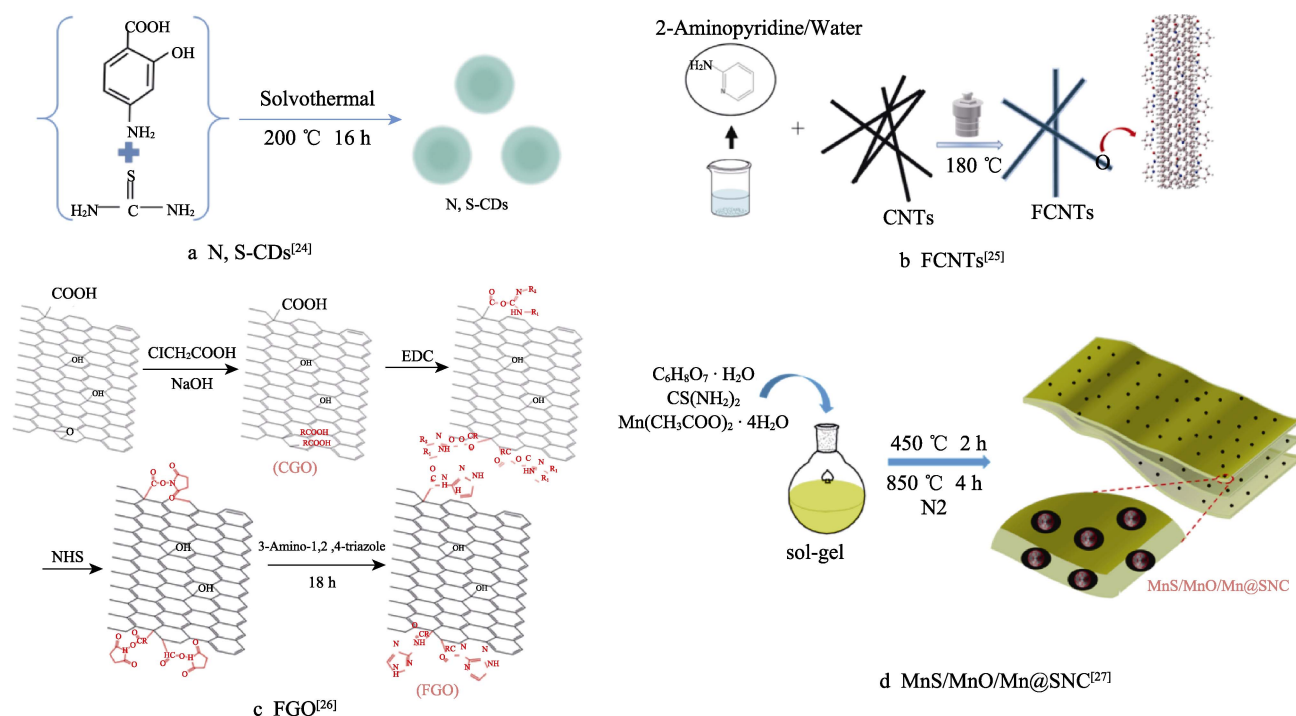 COOH
OH
NH₂
S
H₂N
C
NH₂
Solvothermal
200 ℃ 16 h
N, S-CDs
a N, S-CDs[24]
2-Aminopyridine/Water
H₂N
N
+
CNTs
180 ℃
O
FCNTs
b FCNTs[25]
COOH
OH
OH
O
ClCH₂COOH
NaOH
COOH
OH
OH
RCOOH
RCOOH
(CGO)
EDC
OH
OH
NHS
OH
OH
3-Amino-1,2 ,4-triazole
18 h
OH
OH
(FGO)
c FGO[26]
C₆H₈O₇ · H₂O
CS(NH₂)₂
Mn(CH₃COO)₂ · 4H₂O
sol-gel
450 ℃ 2 h
850 ℃ 4 h
N2
MnS/MnO/Mn@SNC
d MnS/MnO/Mn@SNC[27]